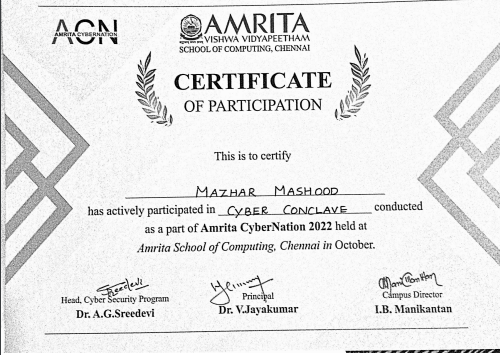 ACN
AMRITA CYBERNATION
AMRITA
VISHWA VIDYAPEETHAM
SCHOOL OF COMPUTING, CHENNAI
CERTIFICATE
OF PARTICIPATION
This is to certify
MAZHAR MASHOOD
has actively participated in CYBER CONCLAVE conducted
as a part of Amrita CyberNation 2022 held at
Amrita School of Computing, Chennai in October.
Sreedevi
Head, Cyber Security Program
Dr. A.G.Sreedevi
Principal
Dr. V.Jayakumar
Campus Director
I.B. Manikantan